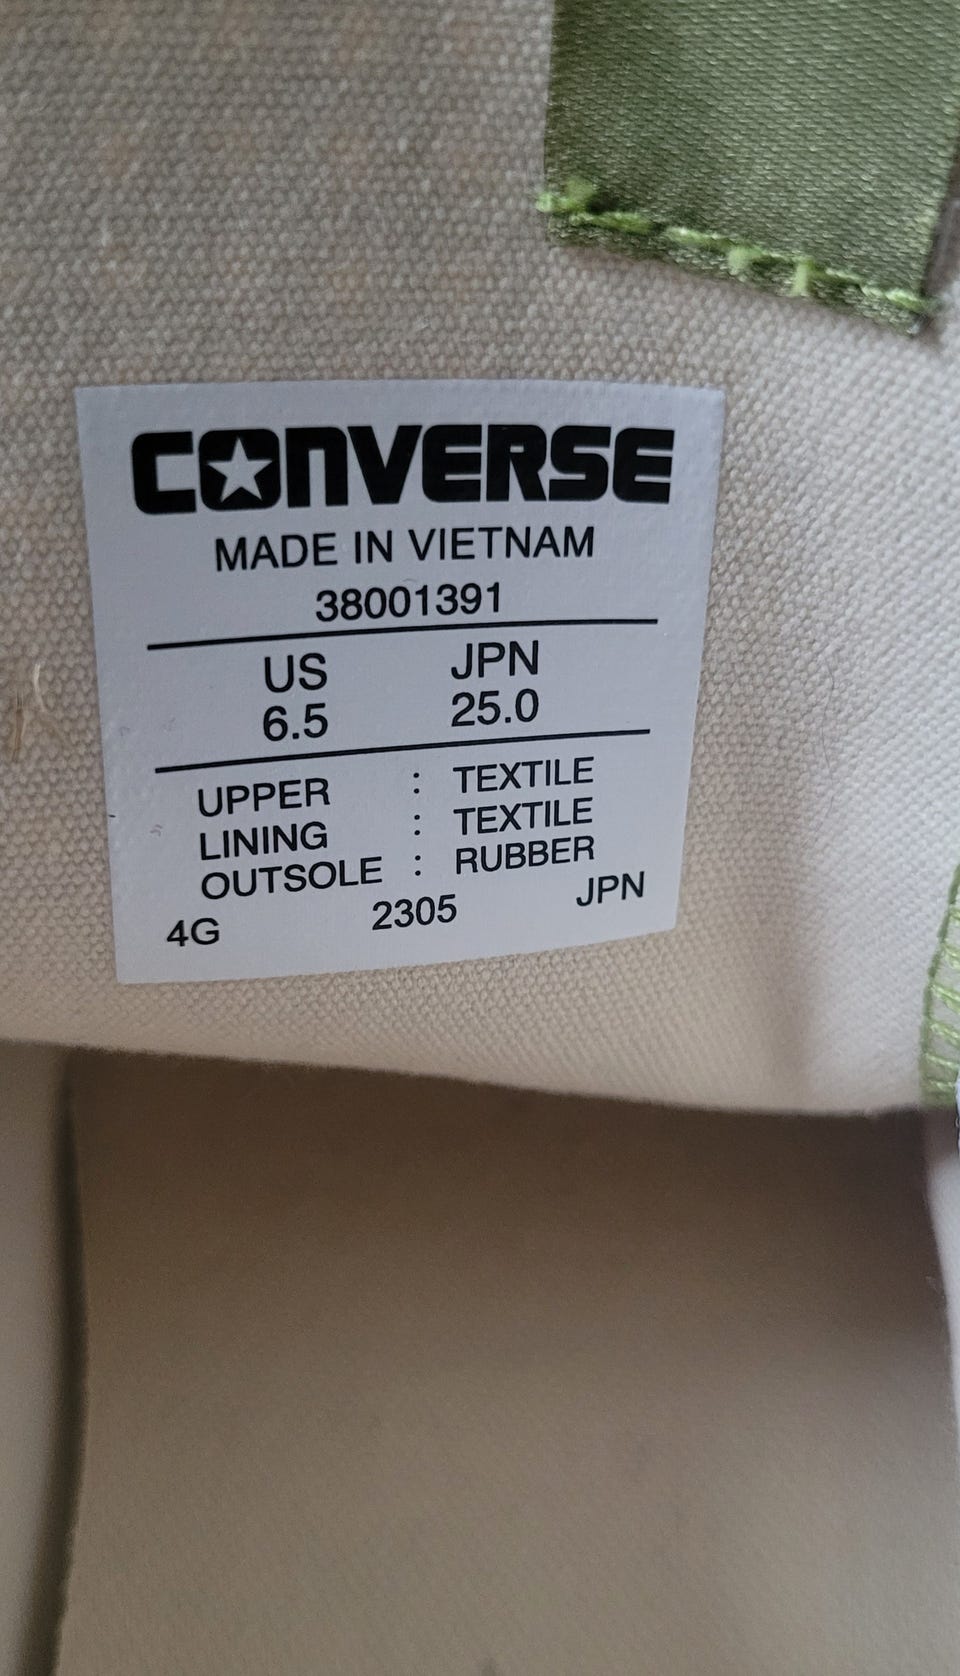 CONVERSE
MADE IN VIETNAM
38001391
US JPN
6.5 25.0
UPPER : TEXTILE
LINING : TEXTILE
OUTSOLE : RUBBER
4G 2305 JPN